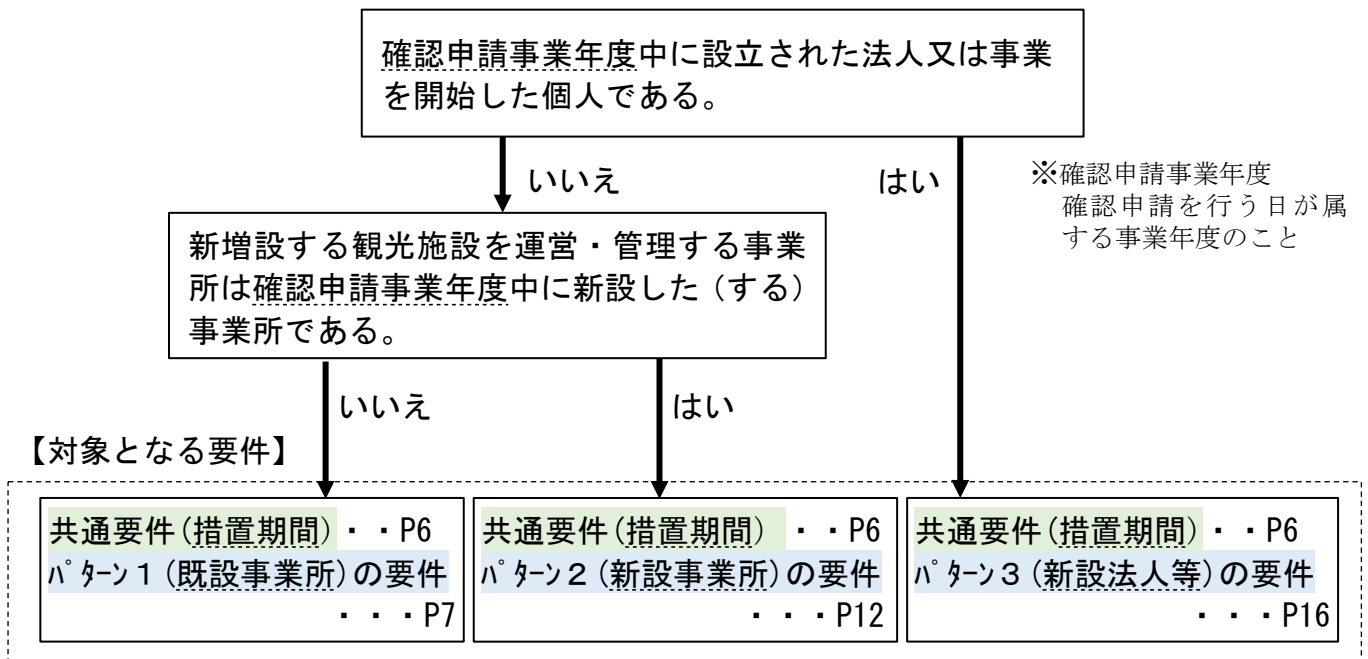 確認申請事業年度中に設立された法人又は事業
を開始した個人である。
いいえ
はい
※確認申請事業年度
確認申請を行う日が属
する事業年度のこと
新増設する観光施設を運営・管理する事業
所は確認申請事業年度中に新設した（する）
事業所である。
いいえ
はい
【対象となる要件】
共通要件(措置期間)・・P6
ﾊﾟﾀｰﾝ１(既設事業所)の要件
・・・P7
共通要件(措置期間)・・P6
ﾊﾟﾀｰﾝ２(新設事業所)の要件
・・・P12
共通要件(措置期間)・・P6
ﾊﾟﾀｰﾝ３(新設法人等)の要件
・・・P16